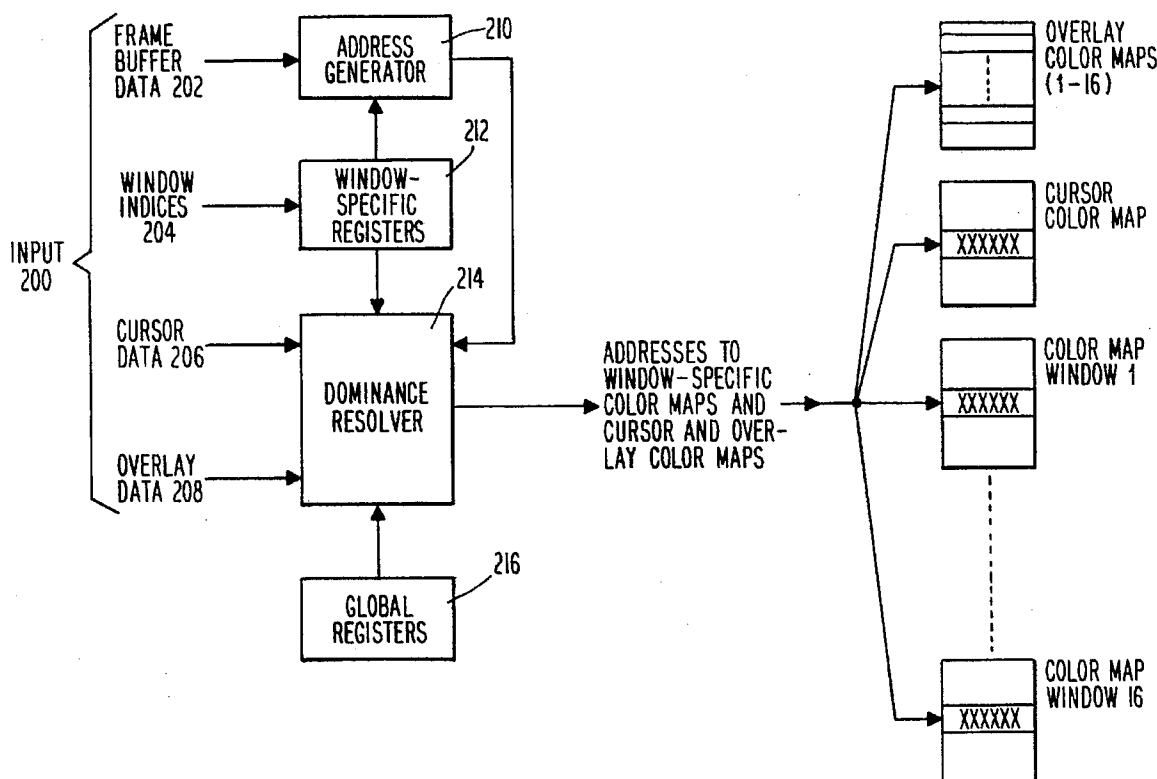 FRAME
BUFFER
DATA 202
ADDRESS
GENERATOR
210
WINDOW
INDICES
204
WINDOW-
SPECIFIC
REGISTERS
212
INPUT
200
CURSOR
DATA 206
OVERLAY
DATA 208
DOMINANCE
RESOLVER
214
GLOBAL
REGISTERS
216
ADDRESSES TO
WINDOW-SPECIFIC
COLOR MAPS AND
CURSOR AND OVER-
LAY COLOR MAPS
OVERLAY
COLOR MAPS
(1-16)
CURSOR
COLOR MAP
XXXXXX
COLOR MAP
WINDOW 1
XXXXXX
COLOR MAP
WINDOW 16
XXXXXX